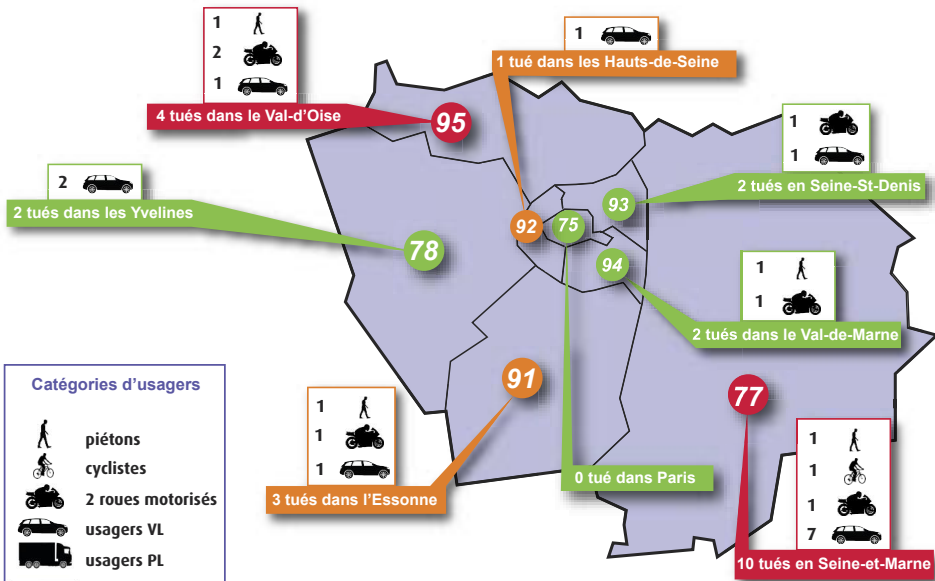 1
2
1
4 tués dans le Val-d'Oise
95
1
1 tué dans les Hauts-de-Seine
1
1
2 tués en Seine-St-Denis
93
2
2 tués dans les Yvelines
78
92
75
94
1
1
2 tués dans le Val-de-Marne
91
1
1
1
3 tués dans l'Essonne
0 tué dans Paris
77
1
1
1
7
10 tués en Seine-et-Marne
Catégories d'usagers
piétons
cyclistes
2 roues motorisés
usagers VL
usagers PL